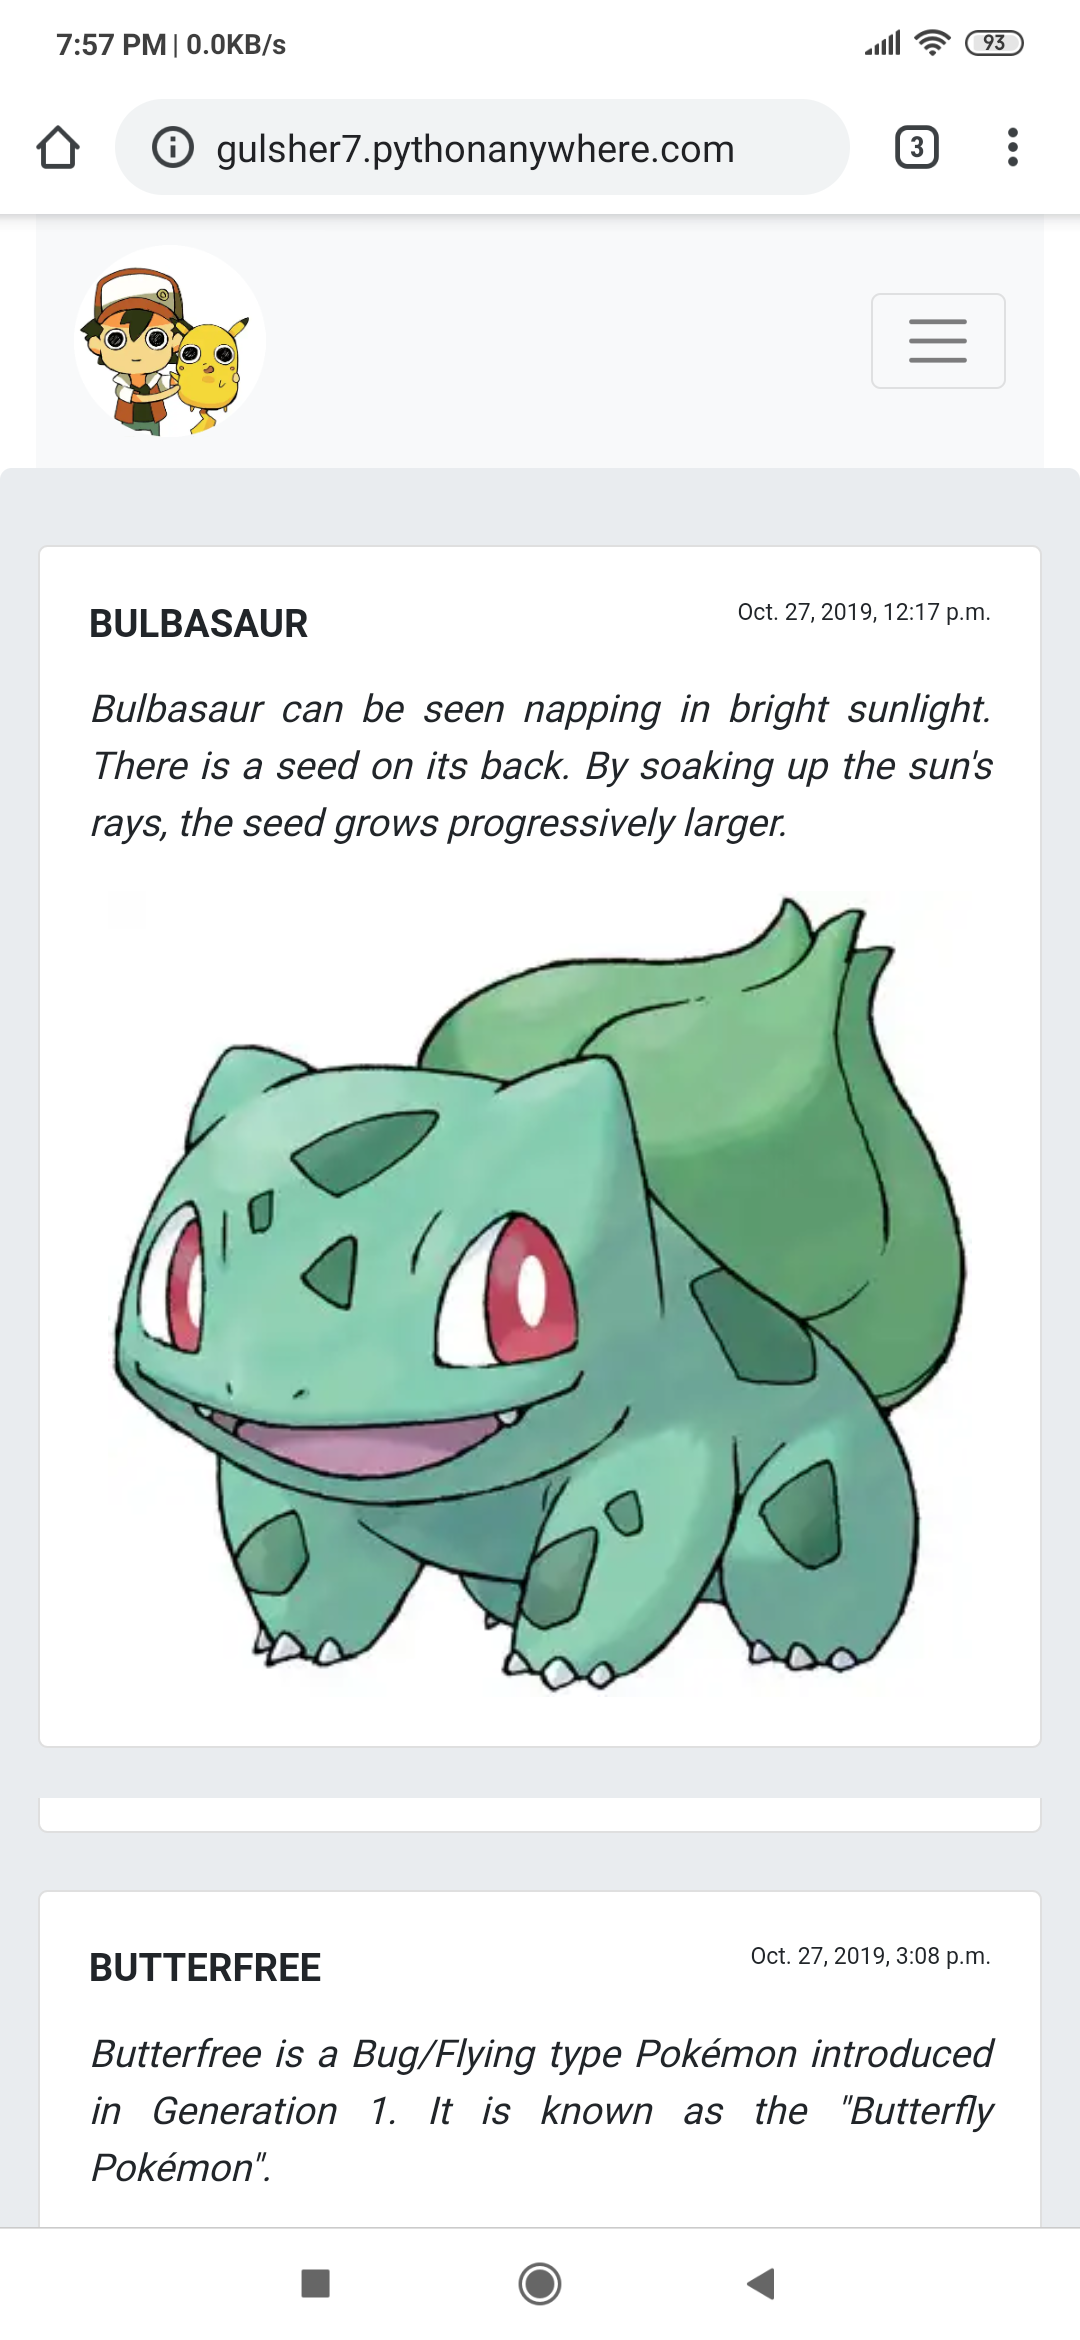 7:57 PM | 0.0KB/s
93
gulsher7.pythonanywhere.com
3
BULBASAUR
Oct. 27, 2019, 12:17 p.m.
Bulbasaur can be seen napping in bright sunlight.
There is a seed on its back. By soaking up the sun's
rays, the seed grows progressively larger.
BUTTERFREE
Oct. 27, 2019, 3:08 p.m.
Butterfree is a Bug/Flying type Pokémon introduced
in Generation 1. It is known as the "Butterfly
Pokémon".